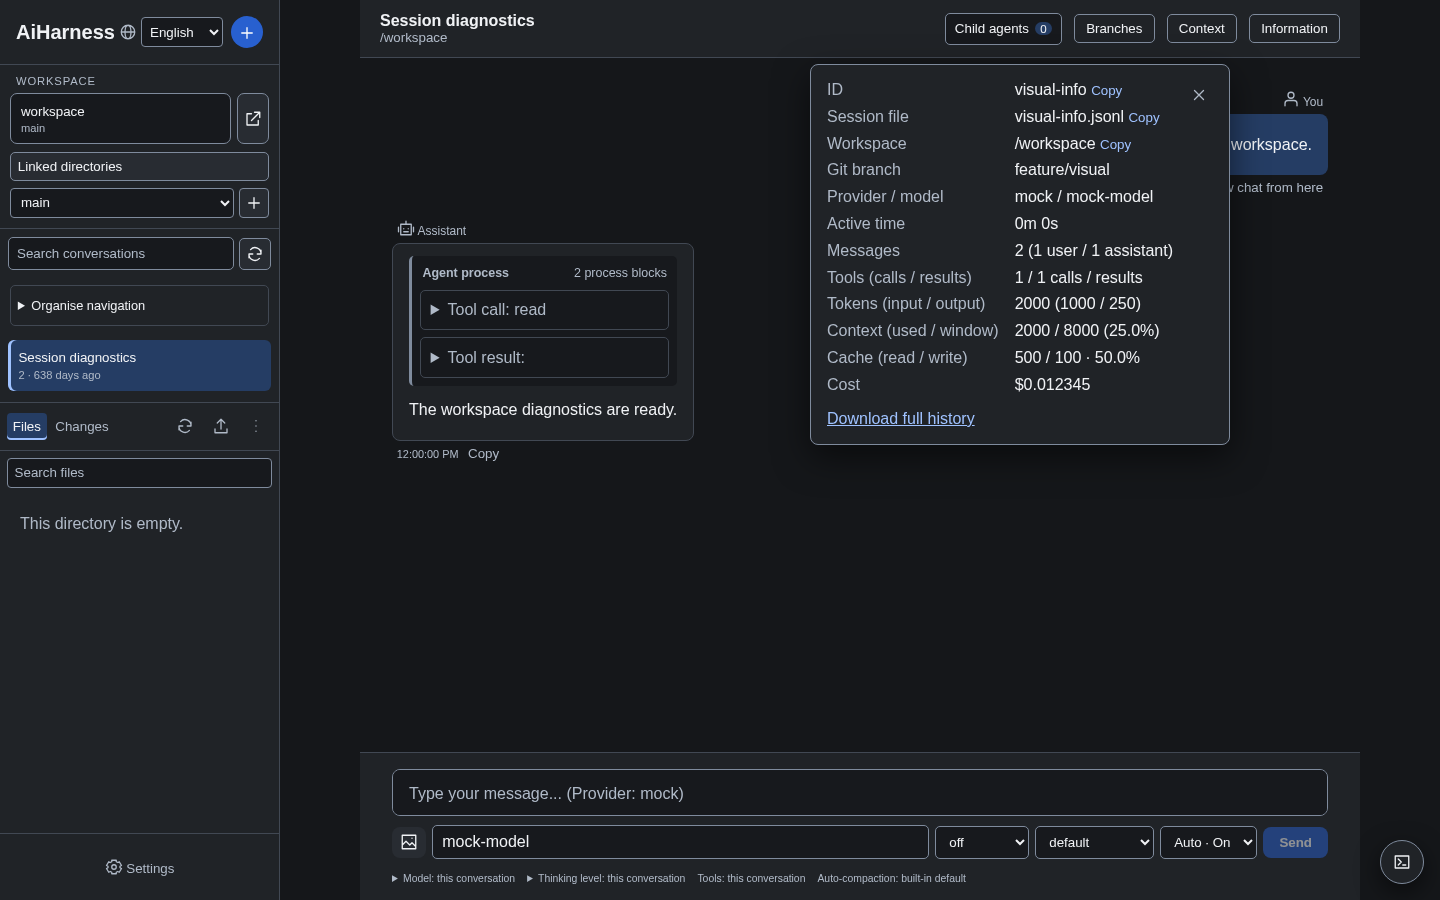 AiHarness English
WORKSPACE
workspace
main
Linked directories
main
Search conversations
Organise navigation
Session diagnostics
2 · 638 days ago
Files Changes
Search files
This directory is empty.
Settings
Session diagnostics
/workspace
Child agents 0 Branches Context Information
You
workspace.
chat from here
Assistant
Agent process 2 process blocks
Tool call: read
Tool result:
The workspace diagnostics are ready.
12:00:00 PM Copy
ID visual-info Copy
Session file visual-info.jsonl Copy
Workspace /workspace Copy
Git branch feature/visual
Provider / model mock / mock-model
Active time 0m 0s
Messages 2 (1 user / 1 assistant)
Tools (calls / results) 1 / 1 calls / results
Tokens (input / output) 2000 (1000 / 250)
Context (used / window) 2000 / 8000 (25.0%)
Cache (read / write) 500 / 100 · 50.0%
Cost $0.012345
Download full history
Type your message... (Provider: mock)
mock-model off default Auto · On Send
Model: this conversation Thinking level: this conversation Tools: this conversation Auto-compaction: built-in default